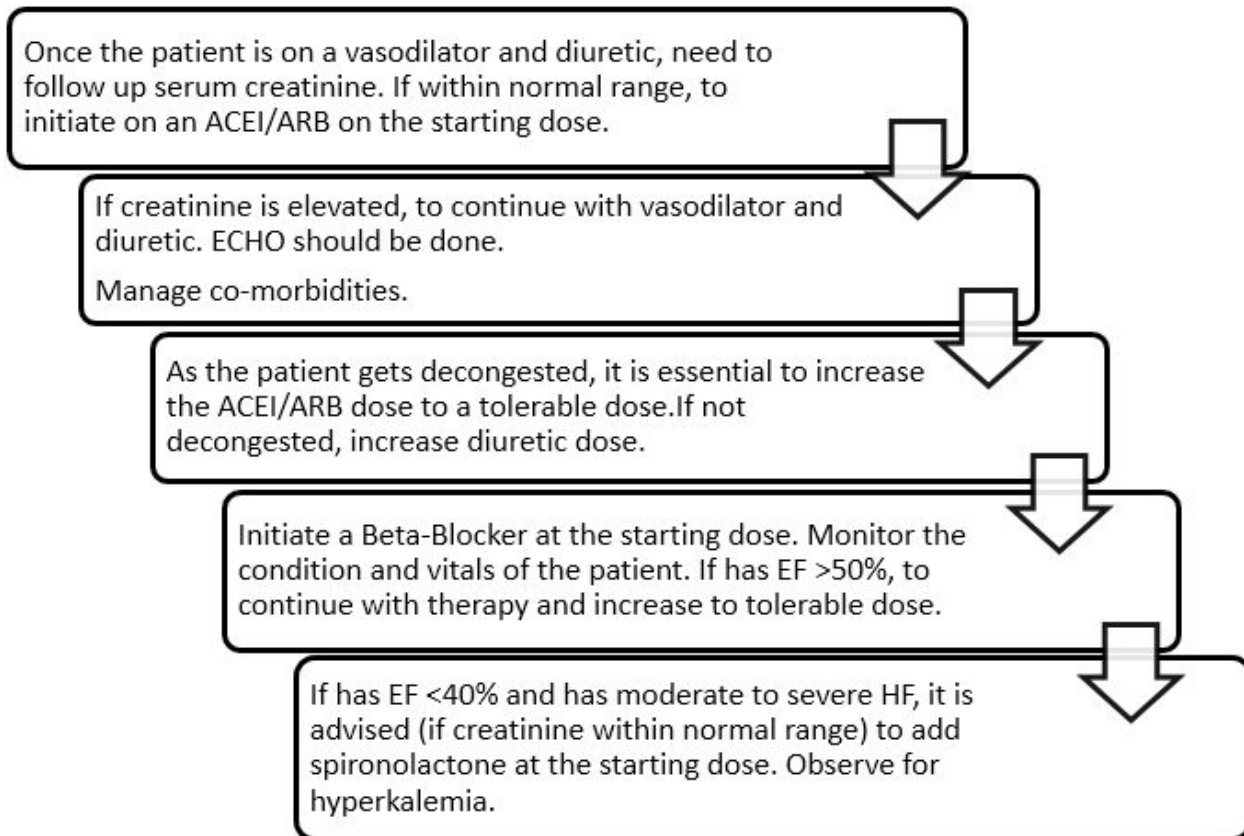 Once the patient is on a vasodilator and diuretic, need to
follow up serum creatinine. If within normal range, to
initiate on an ACEI/ARB on the starting dose.
If creatinine is elevated, to continue with vasodilator and
diuretic. ECHO should be done.
Manage co-morbidities.
As the patient gets decongested, it is essential to increase
the ACEI/ARB dose to a tolerable dose.If not
decongested, increase diuretic dose.
Initiate a Beta-Blocker at the starting dose. Monitor the
condition and vitals of the patient. If has EF >50%, to
continue with therapy and increase to tolerable dose.
If has EF <40% and has moderate to severe HF, it is
advised (if creatinine within normal range) to add
spironolactone at the starting dose. Observe for
hyperkalemia.